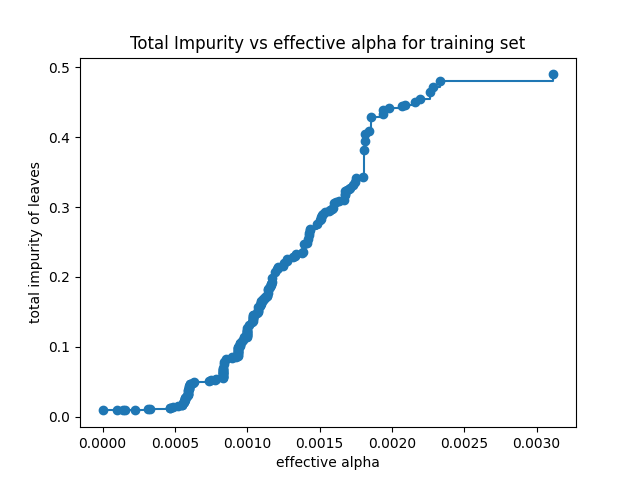 Total Impurity vs effective alpha for training set
0.5
0.4
0.3
0.2
0.1
0.0
total impurity of leaves
0.0000 0.0005 0.0010 0.0015 0.0020 0.0025 0.0030
effective alpha